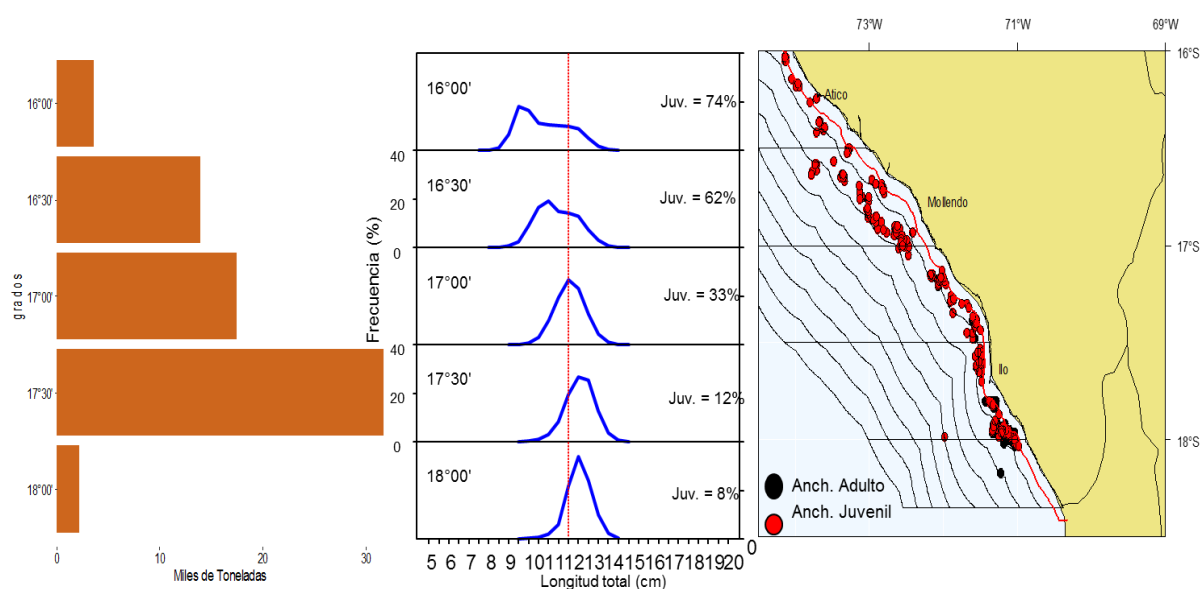 16°00'
16°30'
17°00'
17°30'
18°00'
grados
0 10 20 30
Miles de Toneladas
Frecuencia (%)
16°00' Juv. = 74%
40
16°30' Juv. = 62%
20
0
17°00' Juv. = 33%
40
17°30' Juv. = 12%
20
0
18°00' Juv. = 8%
0
5 6 7 8 9 10 11 12 13 14 15 16 17 18 19 20
Longitud total (cm)
73°W 71°W 69°W
16°S
Atico
Mollendo
17°S
Ilo
18°S
Anch. Adulto
Anch. Juvenil